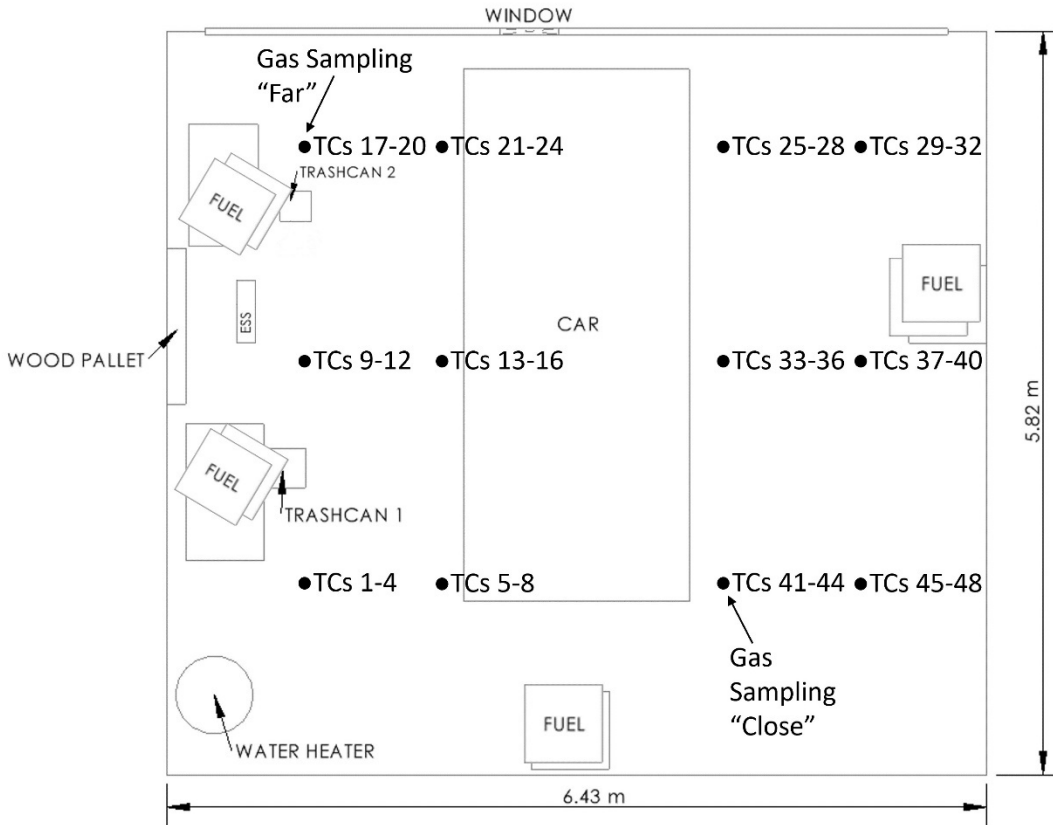 WINDOW
Gas Sampling
“Far”
TCs 17-20
TCs 21-24
TCs 25-28
TCs 29-32
TRASHCAN 2
FUEL
FUEL
ESS
CAR
WOOD PALLET
TCs 9-12
TCs 13-16
TCs 33-36
TCs 37-40
5.82 m
FUEL
TRASHCAN 1
TCs 1-4
TCs 5-8
TCs 41-44
TCs 45-48
Gas
Sampling
“Close”
FUEL
WATER HEATER
6.43 m